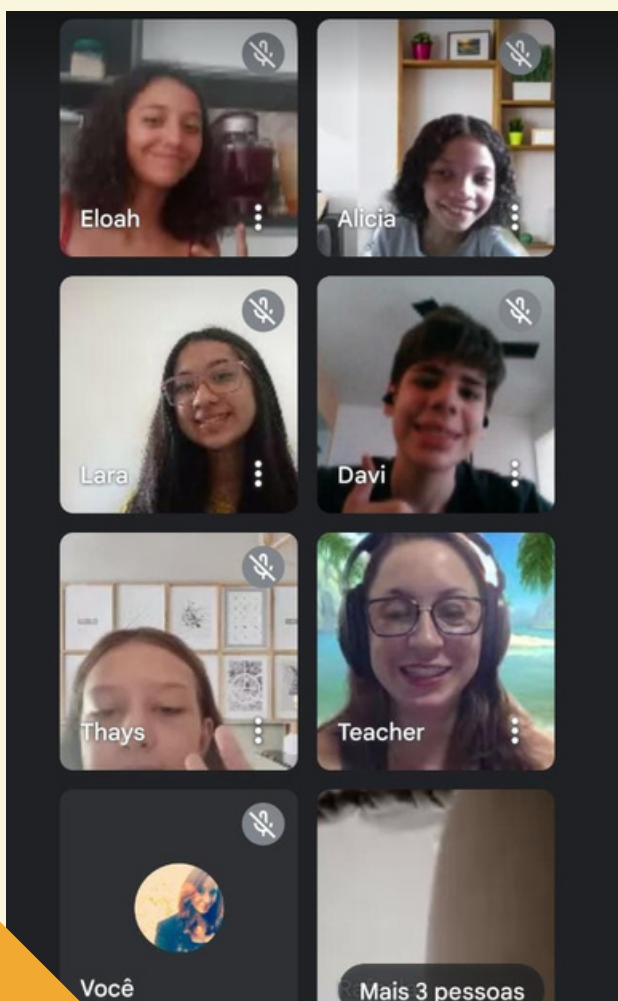 Eloah
Alicia
Lara
Davi
Thays
Teacher
Você
Mais 3 pessoas